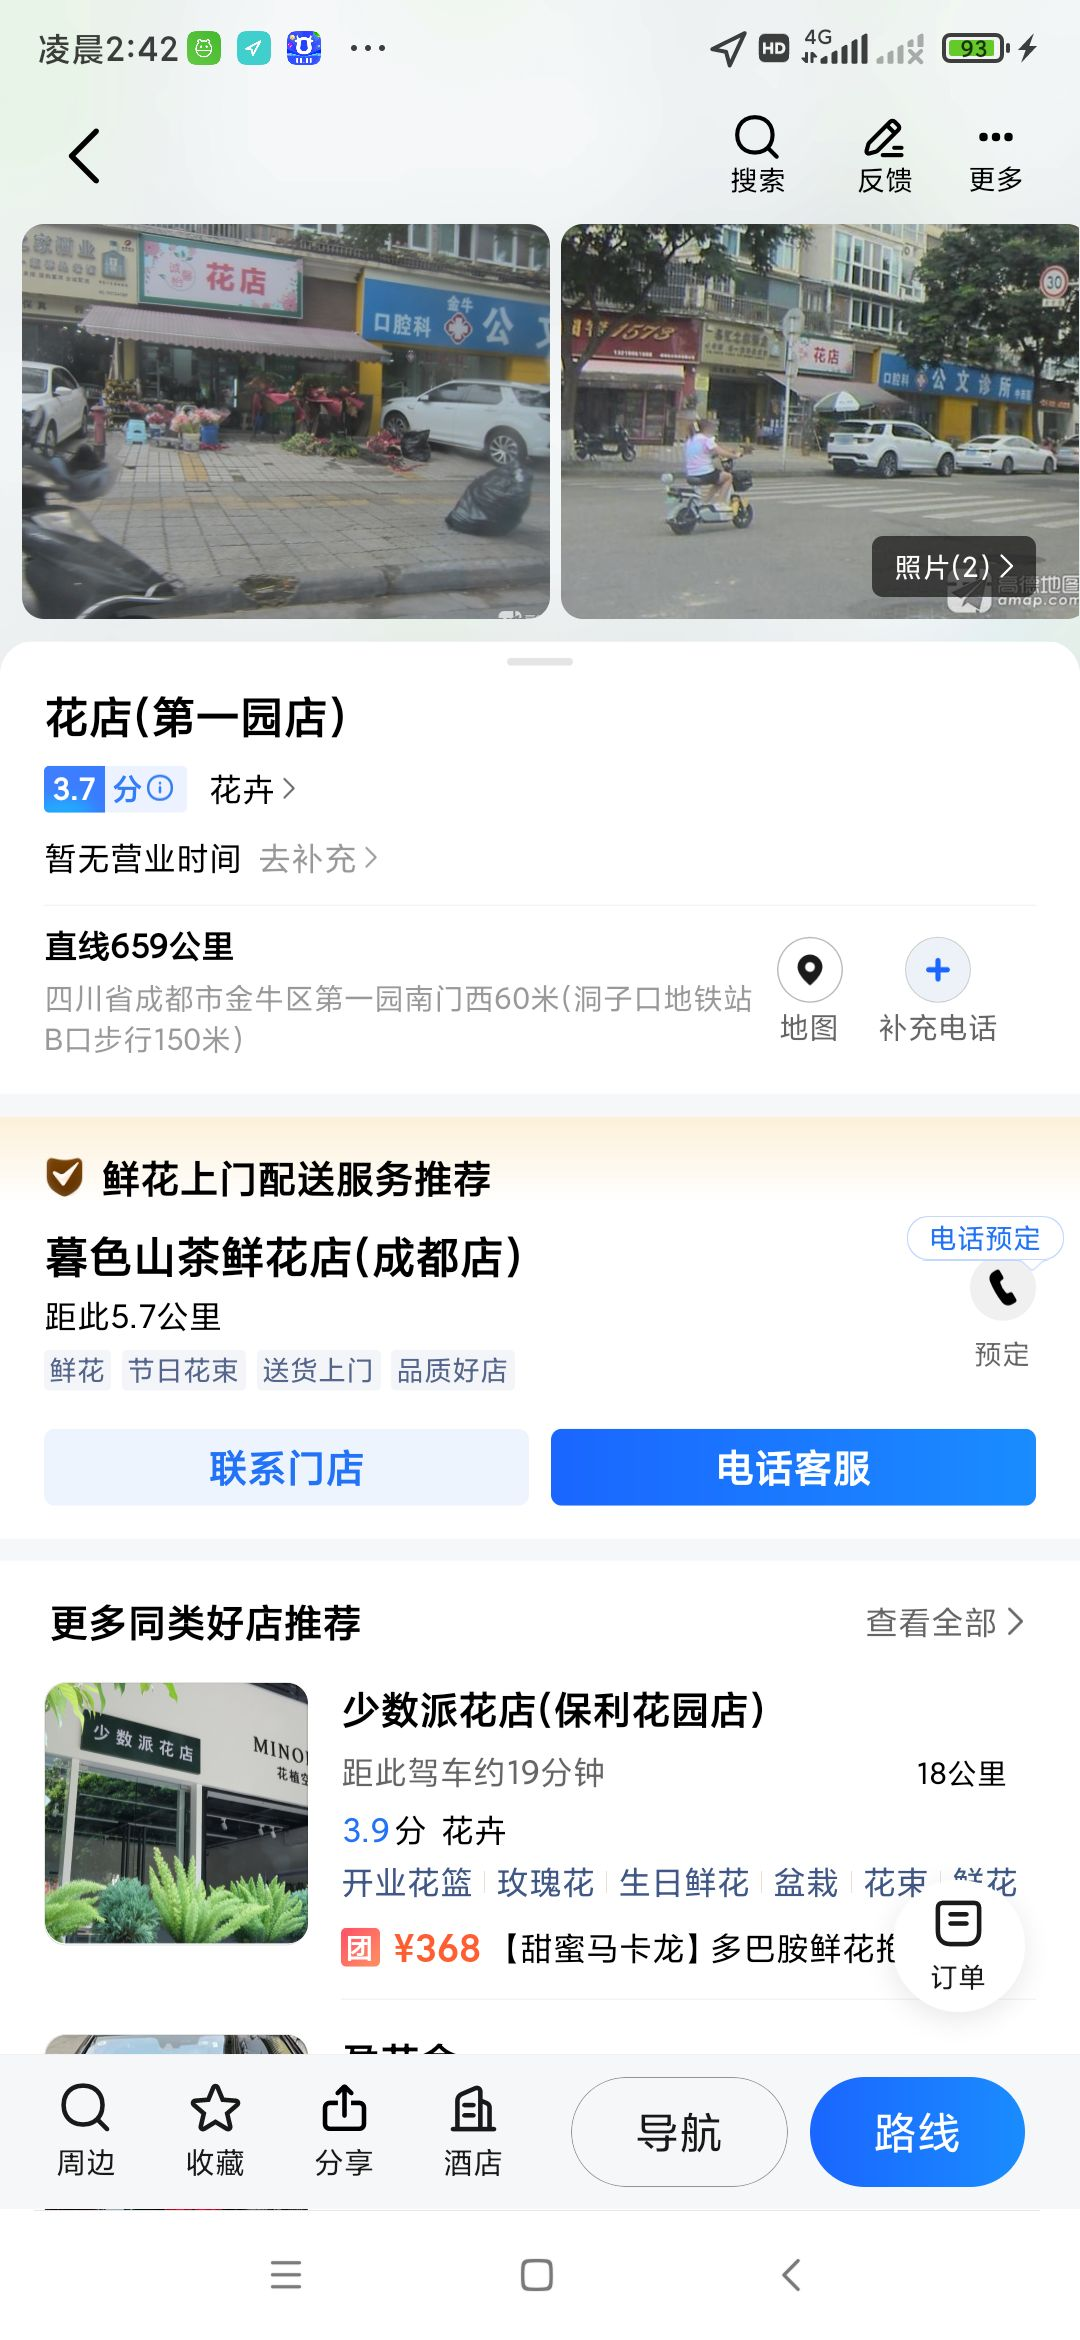 凌晨2:42
HD
4G
93
搜索
反馈
更多
诚馨怡
花店
口腔科
金牛
公文
1573
花店
口腔科
公文诊所
30
照片(2)
高德地图
amap.com
花店(第一园店)
3.7分
花卉
暂无营业时间 去补充
直线659公里
四川省成都市金牛区第一园南门西60米(洞子口地铁站
B口步行150米)
地图
补充电话
鲜花上门配送服务推荐
暮色山茶鲜花店(成都店)
电话预定
距此5.7公里
预定
鲜花 节日花束 送货上门 品质好店
联系门店
电话客服
更多同类好店推荐
查看全部
少数派花店
MINO
花植空
少数派花店(保利花园店)
距此驾车约19分钟
18公里
3.9分 花卉
开业花篮 玫瑰花 生日鲜花 盆栽 花束 鲜花
团 ¥368 【甜蜜马卡龙】多巴胺鲜花抱
订单
周边
收藏
分享
酒店
导航
路线